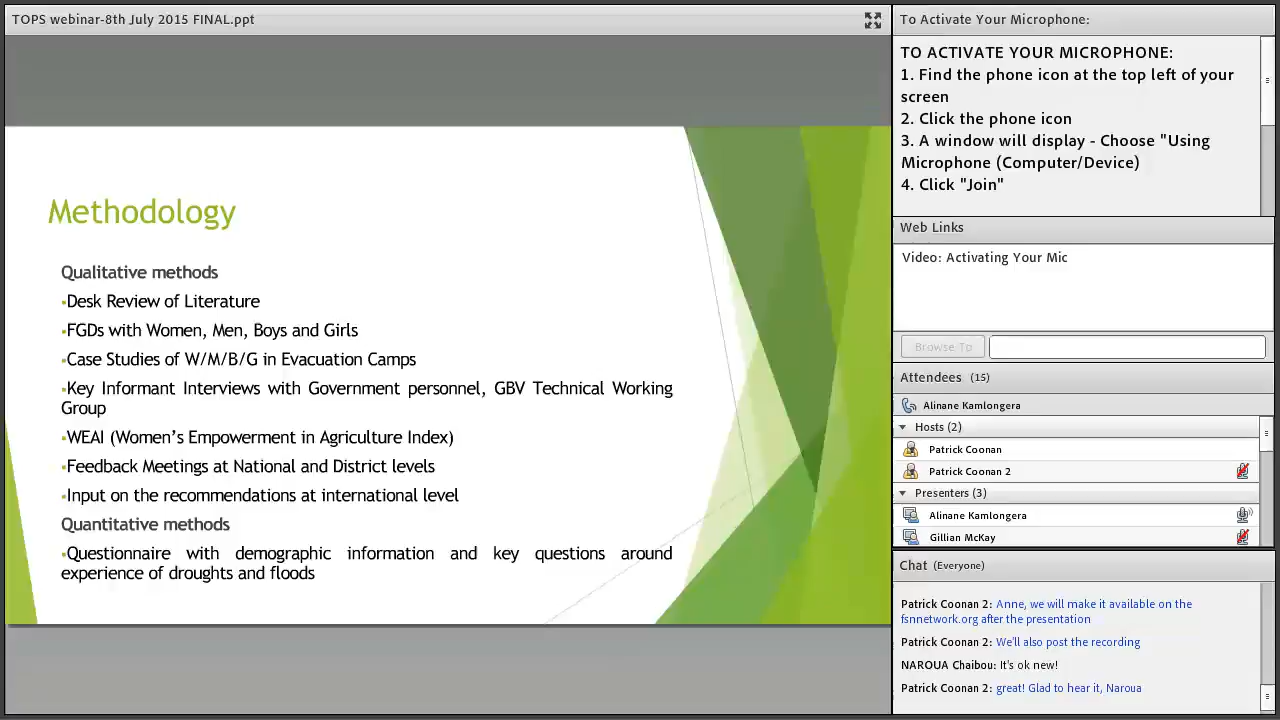 TOPS webinar-8th July 2015 FINAL.ppt
Methodology
Qualitative methods
▪Desk Review of Literature
▪FGDs with Women, Men, Boys and Girls
▪Case Studies of W/M/B/G in Evacuation Camps
▪Key Informant Interviews with Government personnel, GBV Technical Working
Group
▪WEAI (Women’s Empowerment in Agriculture Index)
▪Feedback Meetings at National and District levels
▪Input on the recommendations at international level
Quantitative methods
▪Questionnaire with demographic information and key questions around
experience of droughts and floods
To Activate Your Microphone:
TO ACTIVATE YOUR MICROPHONE:
1. Find the phone icon at the top left of your
screen
2. Click the phone icon
3. A window will display - Choose "Using
Microphone (Computer/Device)
4. Click "Join"
Web Links
Video: Activating Your Mic
Browse To
Attendees (15)
Alinane Kamlongera
Hosts (2)
Patrick Coonan
Patrick Coonan 2
Presenters (3)
Alinane Kamlongera
Gillian McKay
Chat (Everyone)
Patrick Coonan 2: Anne, we will make it available on the
fsnnetwork.org after the presentation
Patrick Coonan 2: We'll also post the recording
NAROUA Chaibou: It's ok new!
Patrick Coonan 2: great! Glad to hear it, Naroua